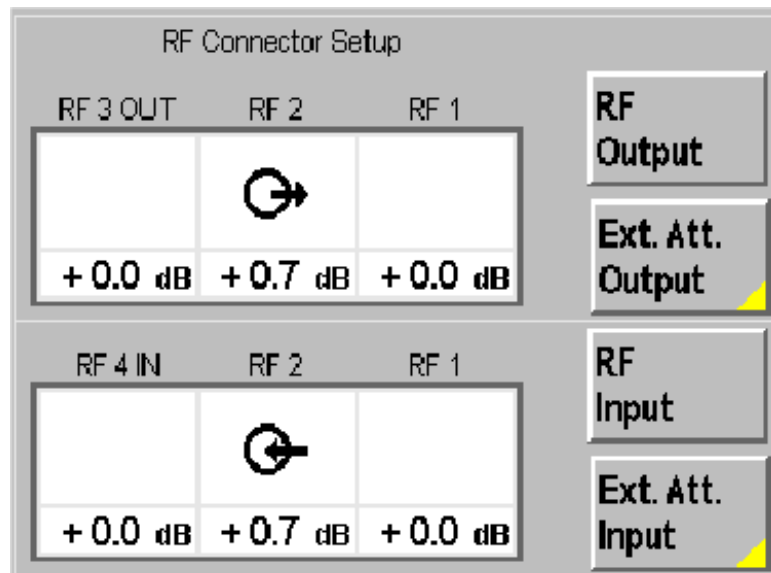 RF Connector Setup
RF 3 OUT RF 2 RF 1
+ 0.0 dB + 0.7 dB + 0.0 dB
RF
Output
Ext. Att.
Output
RF 4 IN RF 2 RF 1
+ 0.0 dB + 0.7 dB + 0.0 dB
RF
Input
Ext. Att.
Input